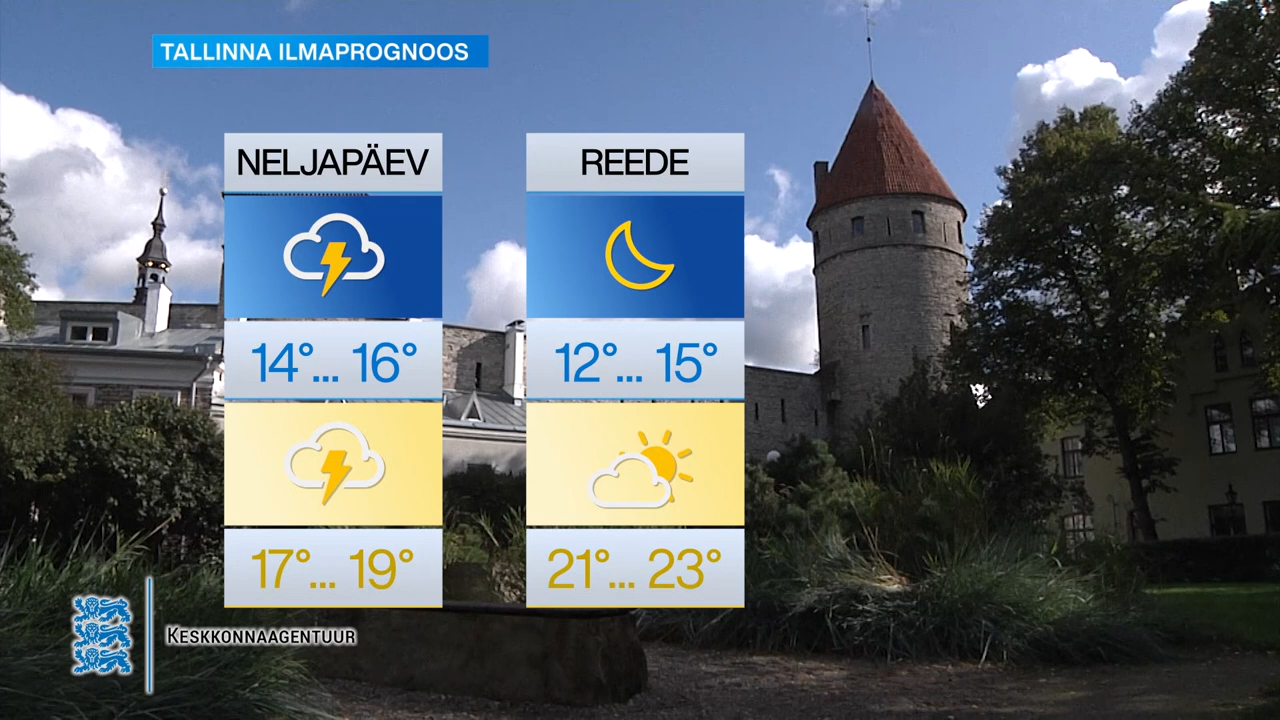 TALLINNA ILMAPROGNOOS
NELJAPÄEV
14°... 16°
17°... 19°
REEDE
12°... 15°
21°... 23°
KESKKONNAAGENTUUR